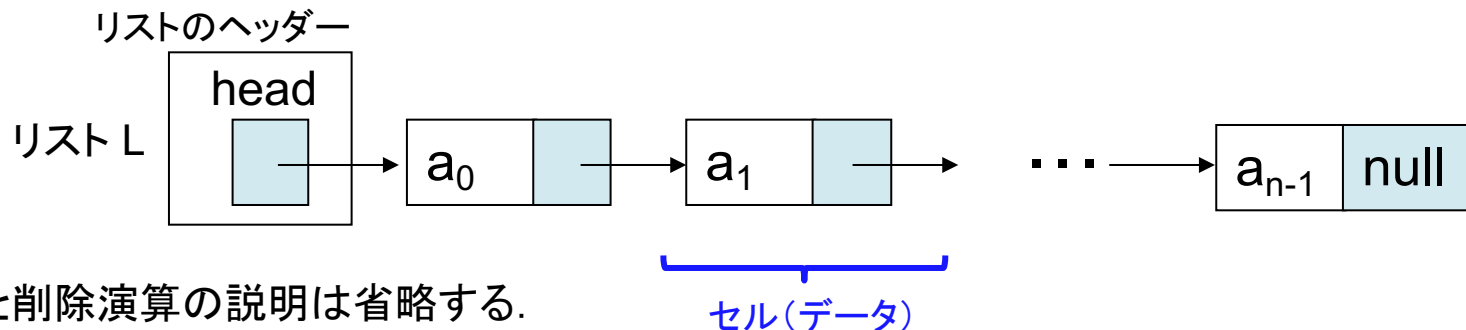 リストのヘッダー
head
リスト L
a0
a1
...
an-1
null
と削除演算の説明は省略する.
セル(データ)